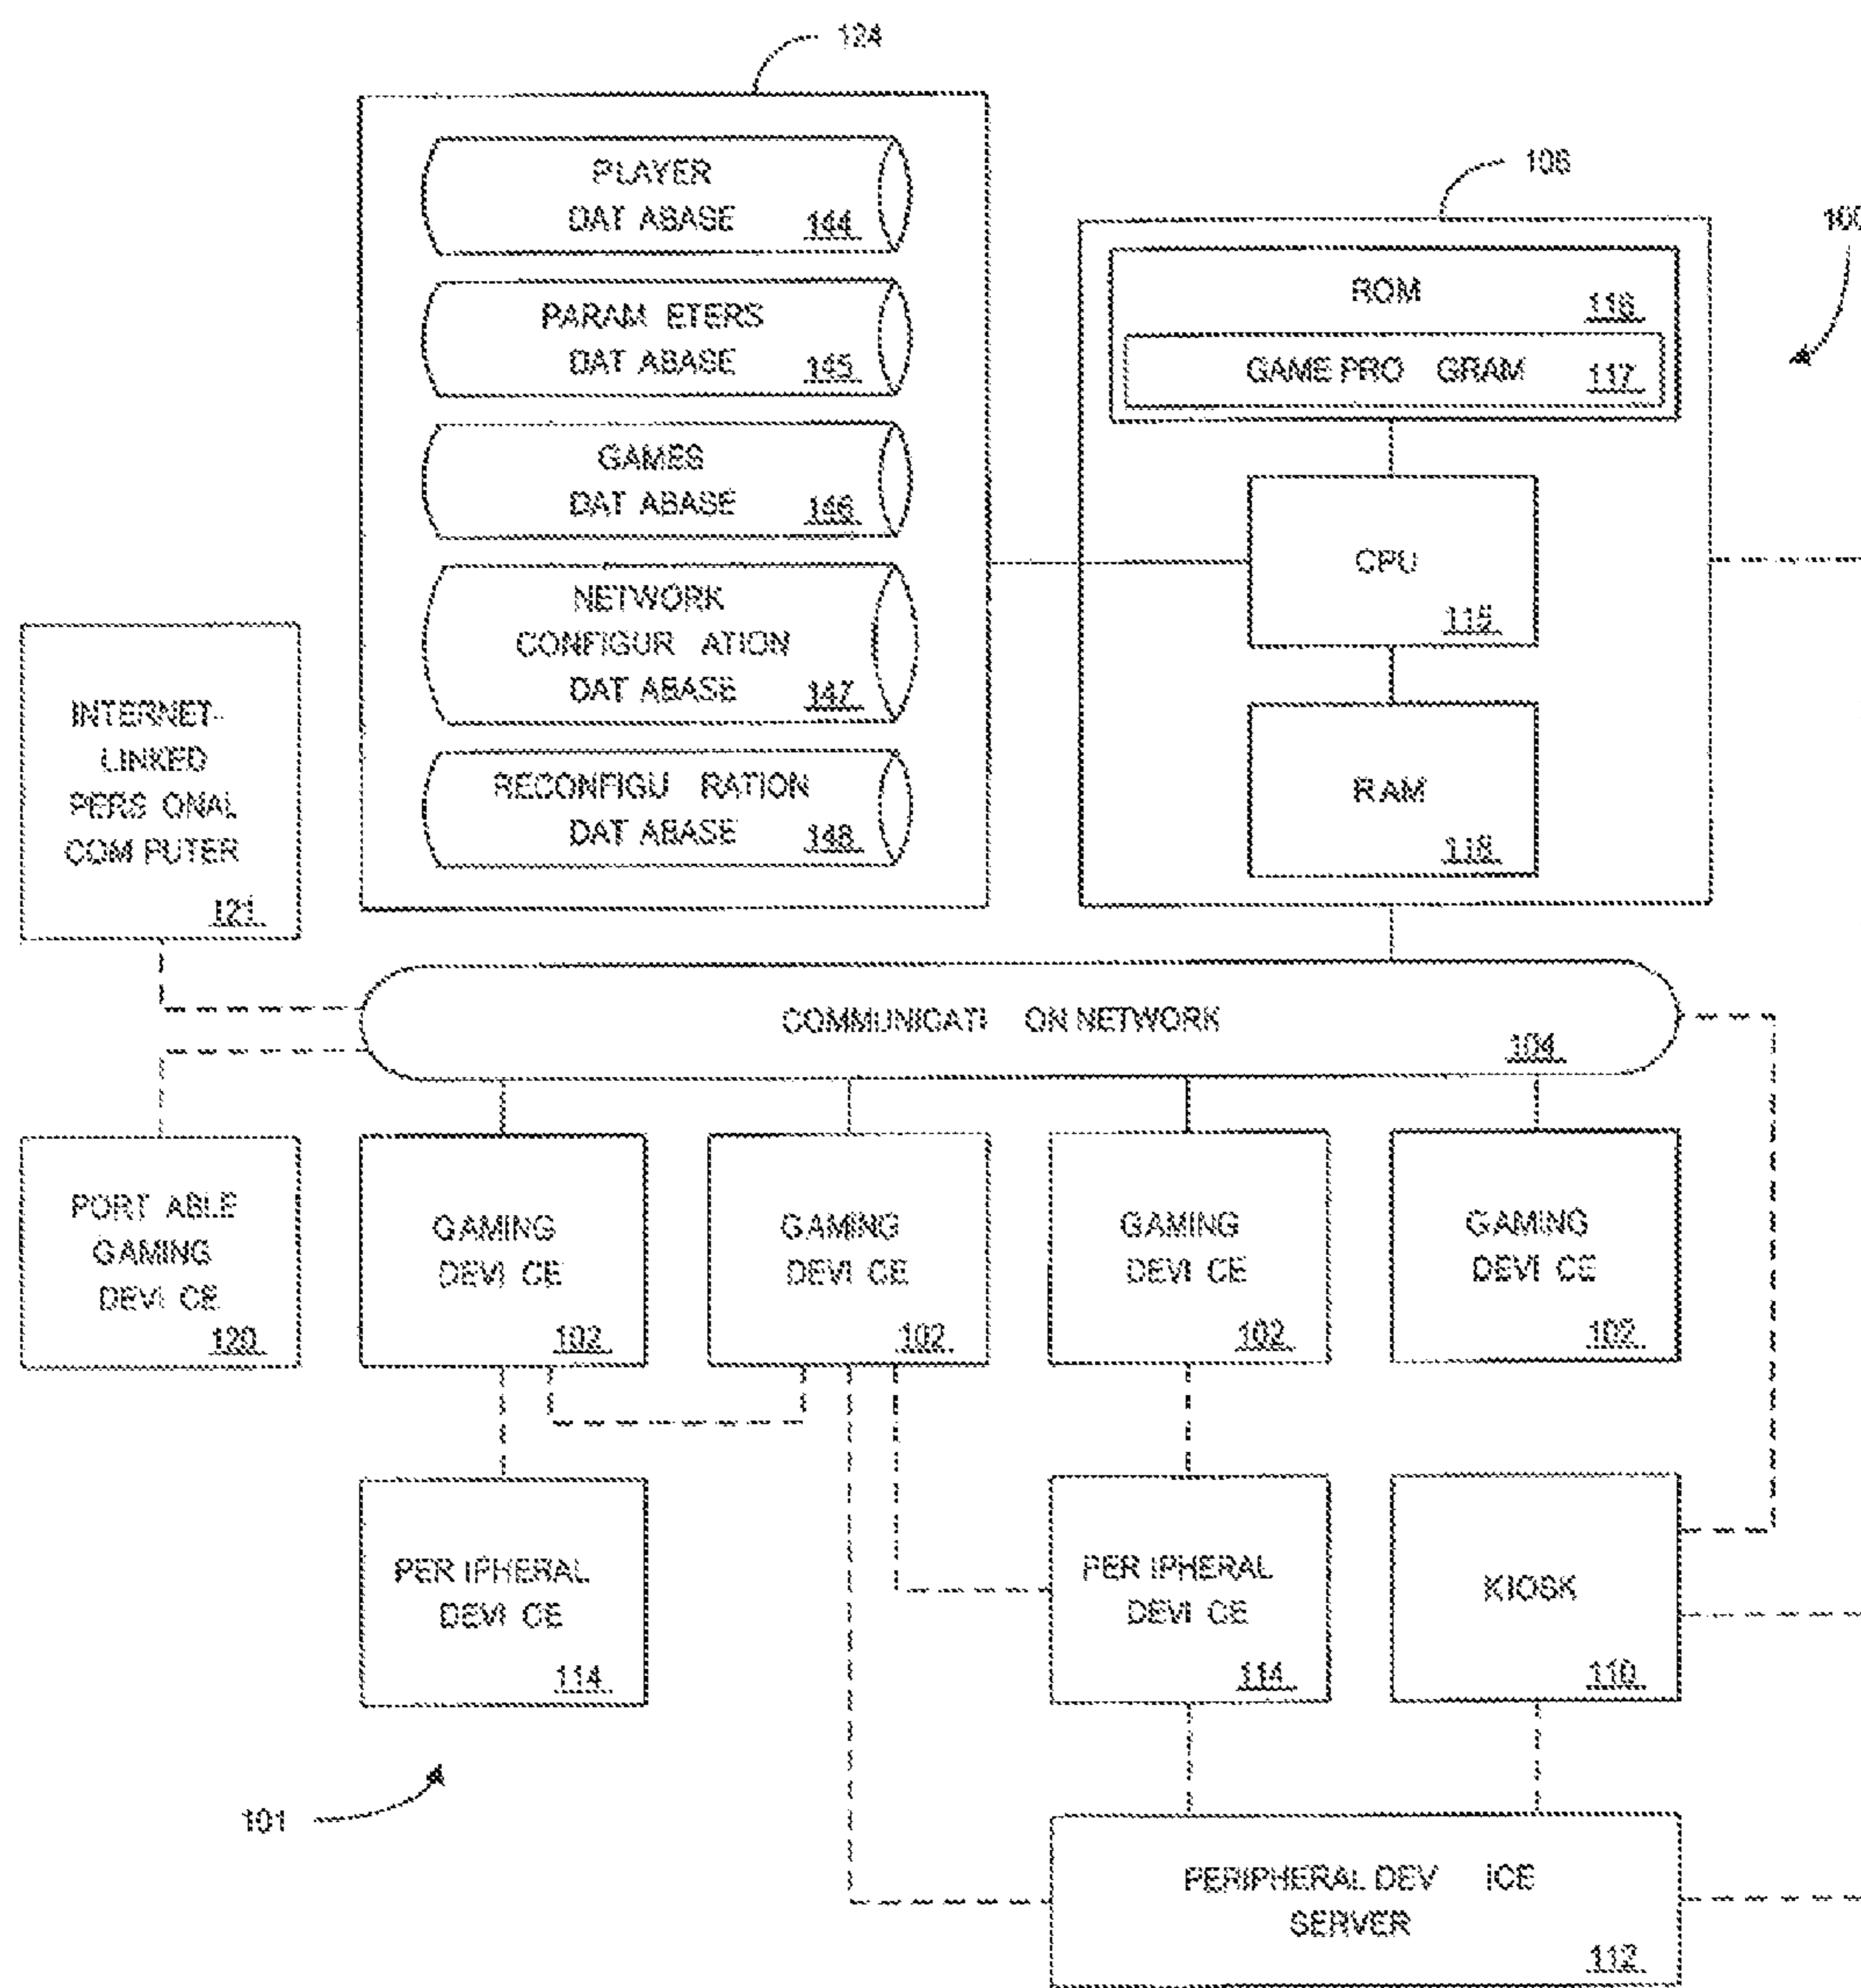 124
PLAYER
DAT ABASE 144
PARAM ETERS
DAT ABASE 145
GAMES
DAT ABASE 146
NETWORK
CONFIGUR ATION
DAT ABASE 147
RECONFIGU RATION
DAT ABASE 148
106
100
ROM 116
GAME PRO GRAM 117
CPU
115
RAM
118
INTERNET-
LINKED
PERS ONAL
COM PUTER
121
COMMUNICATI ON NETWORK
104
PORT ABLE
GAMING
DEVI CE
120
GAMING
DEVI CE
102
GAMING
DEVI CE
102
GAMING
DEVI CE
102
GAMING
DEVI CE
102
PER IPHERAL
DEVI CE
114
PER IPHERAL
DEVI CE
114
KIOSK
110
101
PERIPHERAL DEV ICE
SERVER
112